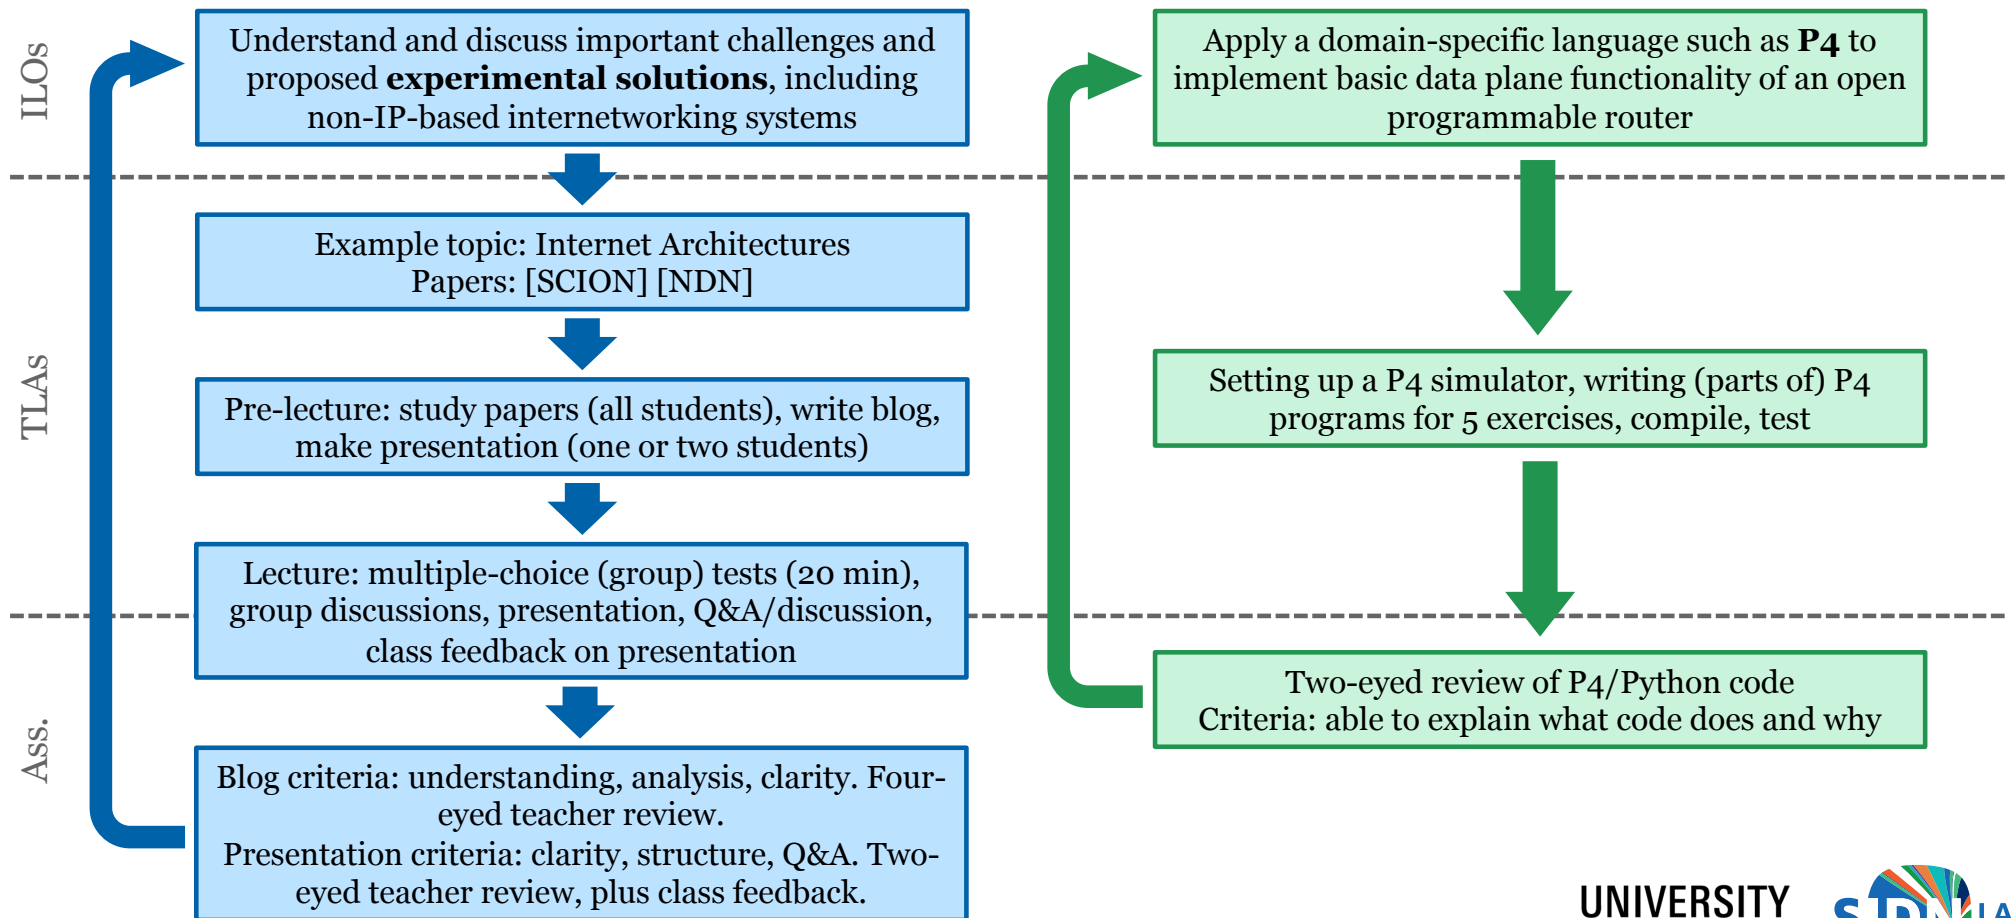 ILOs
Understand and discuss important challenges and
proposed experimental solutions, including
non-IP-based internetworking systems
Apply a domain-specific language such as P4 to
implement basic data plane functionality of an open
programmable router
TLAs
Example topic: Internet Architectures
Papers: [SCION] [NDN]
Pre-lecture: study papers (all students), write blog,
make presentation (one or two students)
Setting up a P4 simulator, writing (parts of) P4
programs for 5 exercises, compile, test
Lecture: multiple-choice (group) tests (20 min),
group discussions, presentation, Q&A/discussion,
class feedback on presentation
Ass.
Two-eyed review of P4/Python code
Criteria: able to explain what code does and why
Blog criteria: understanding, analysis, clarity. Four-
eyed teacher review.
Presentation criteria: clarity, structure, Q&A. Two-
eyed teacher review, plus class feedback.
UNIVERSITY
SIDN